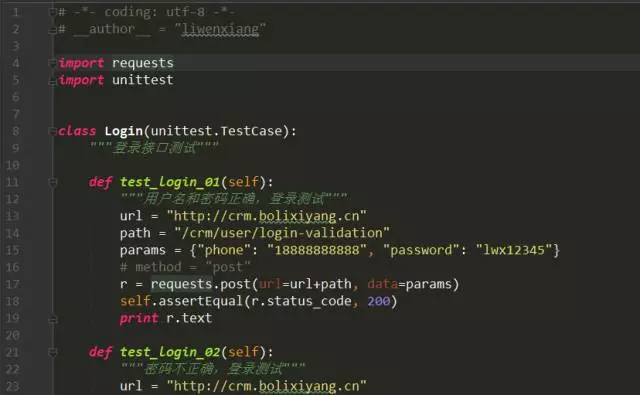 1 # -*- coding: utf-8 -*-
2 # __author__ = "liwenxiang"
3
4 import requests
5 import unittest
6
7
8 class Login(unittest.TestCase):
9 """登录接口测试"""
10
11 def test_login_01(self):
12 """用户名和密码正确，登录测试"""
13 url = "http://crm.bolixiyang.cn"
14 path = "/crm/user/login-validation"
15 params = {"phone": "18888888888", "password": "lwx12345"}
16 # method = "post"
17 r = requests.post(url=url+path, data=params)
18 self.assertEqual(r.status_code, 200)
19 print r.text
20
21 def test_login_02(self):
22 """密码不正确，登录测试"""
23 url = "http://crm.bolixiyang.cn"